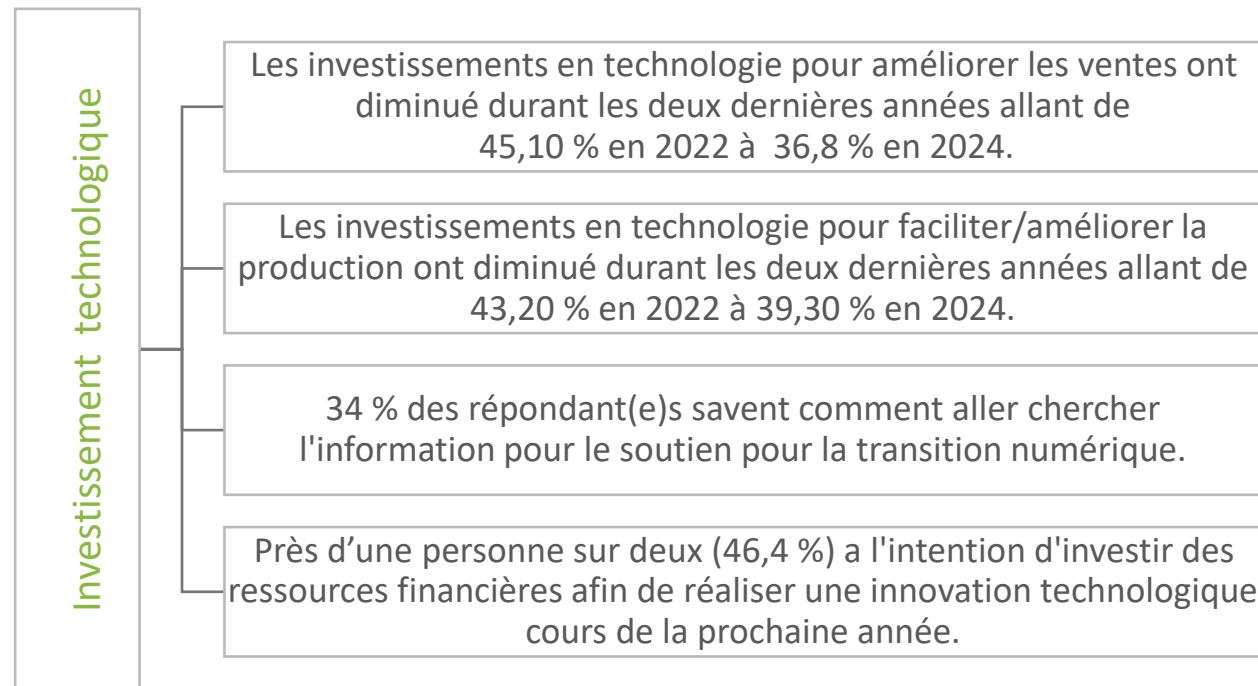 Investissement technologique
Les investissements en technologie pour améliorer les ventes ont
diminué durant les deux dernières années allant de
45,10 % en 2022 à 36,8 % en 2024.
Les investissements en technologie pour faciliter/améliorer la
production ont diminué durant les deux dernières années allant de
43,20 % en 2022 à 39,30 % en 2024.
34 % des répondant(e)s savent comment aller chercher
l'information pour le soutien pour la transition numérique.
Près d’une personne sur deux (46,4 %) a l'intention d'investir des
ressources financières afin de réaliser une innovation technologique
cours de la prochaine année.